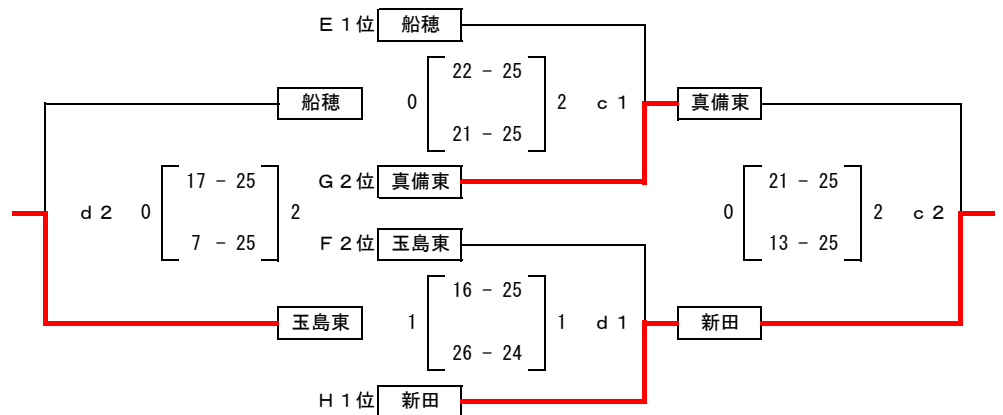 E1位 船穂
22 - 25
船穂 0 2 c1 真備東
21 - 25
G2位 真備東
17 - 25 21 - 25
d2 0 2 0 2 c2
F2位 玉島東
7 - 25 13 - 25
16 - 25
玉島東 1 1 d1 新田
26 - 24
H1位 新田